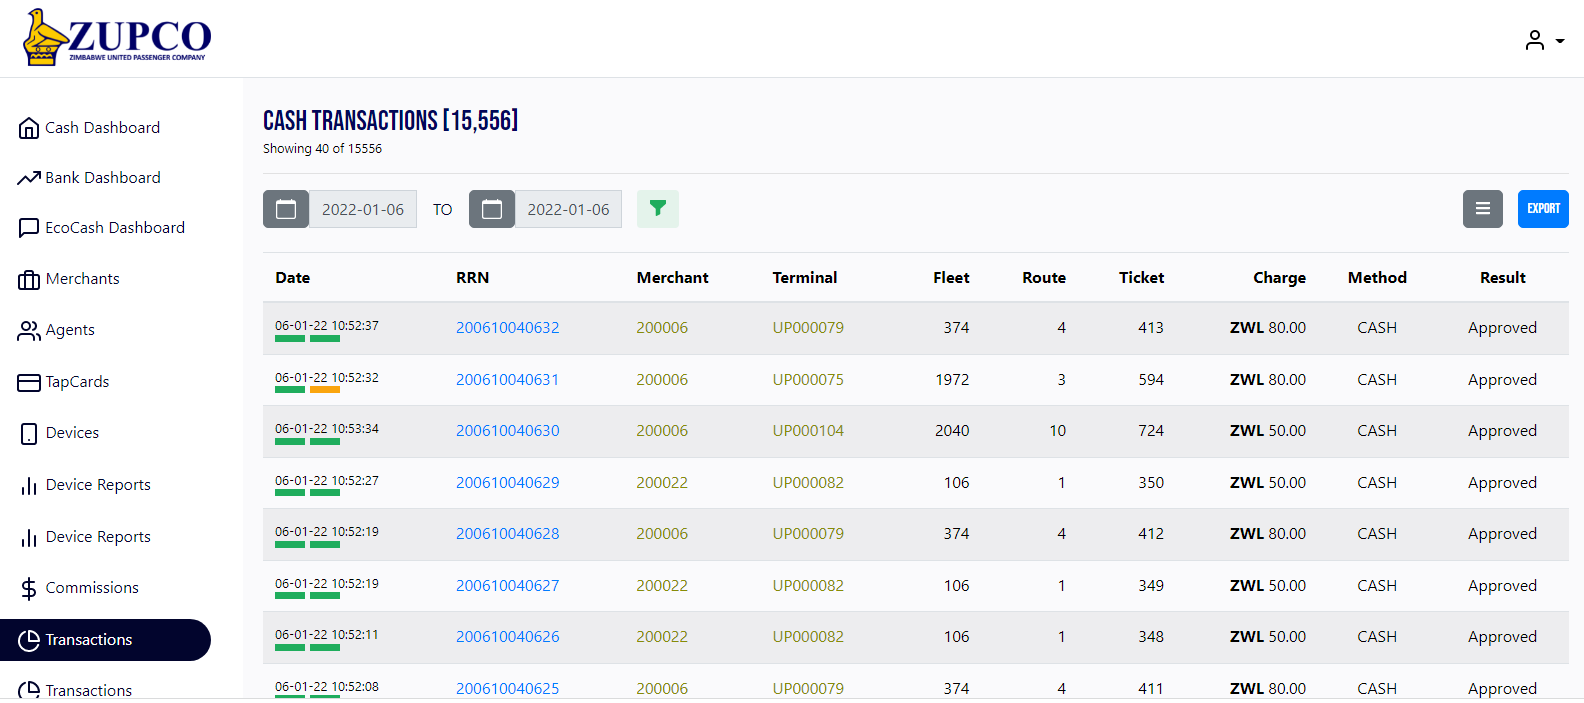 ZUPCO
ZIMBABWE UNITED PASSENGER COMPANY
Cash Dashboard
Bank Dashboard
EcoCash Dashboard
Merchants
Agents
TapCards
Devices
Device Reports
Device Reports
Commissions
Transactions
Transactions
CASH TRANSACTIONS [15,556]
Showing 40 of 15556
2022-01-06 TO 2022-01-06 EXPORT
Date RRN Merchant Terminal Fleet Route Ticket Charge Method Result
06-01-22 10:52:37 200610040632 200006 UP000079 374 4 413 ZWL 80.00 CASH Approved
06-01-22 10:52:32 200610040631 200006 UP000075 1972 3 594 ZWL 80.00 CASH Approved
06-01-22 10:53:34 200610040630 200006 UP000104 2040 10 724 ZWL 50.00 CASH Approved
06-01-22 10:52:27 200610040629 200022 UP000082 106 1 350 ZWL 50.00 CASH Approved
06-01-22 10:52:19 200610040628 200006 UP000079 374 4 412 ZWL 80.00 CASH Approved
06-01-22 10:52:19 200610040627 200022 UP000082 106 1 349 ZWL 50.00 CASH Approved
06-01-22 10:52:11 200610040626 200022 UP000082 106 1 348 ZWL 50.00 CASH Approved
06-01-22 10:52:08 200610040625 200006 UP000079 374 4 411 ZWL 80.00 CASH Approved